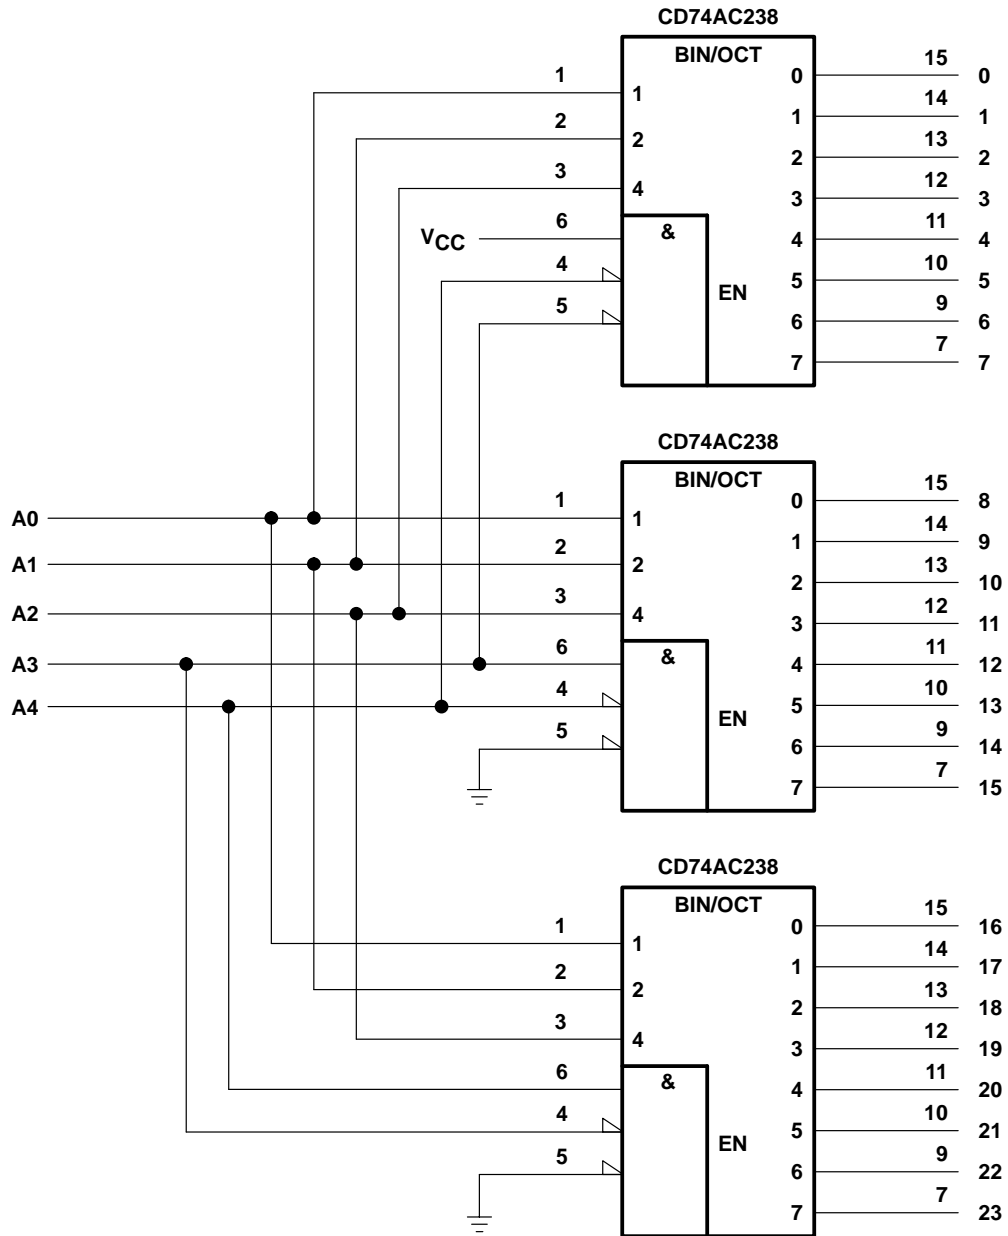 CD74AC238
BIN/OCT
1 1 0 15 0
2 2 1 14 1
3 4 2 13 2
3 12 3
VCC 6 & 4 11 4
4 EN 5 10 5
5 6 9 6
7 7 7
CD74AC238
BIN/OCT
0 15 8
A0 1 1 1 14 9
A1 2 2 2 13 10
A2 3 4 3 12 11
A3 6 & 4 11 12
A4 4 EN 5 10 13
5 6 9 14
7 7 15
CD74AC238
BIN/OCT
1 1 0 15 16
2 2 1 14 17
3 4 2 13 18
3 12 19
6 & 4 11 20
4 EN 5 10 21
5 6 9 22
7 7 23